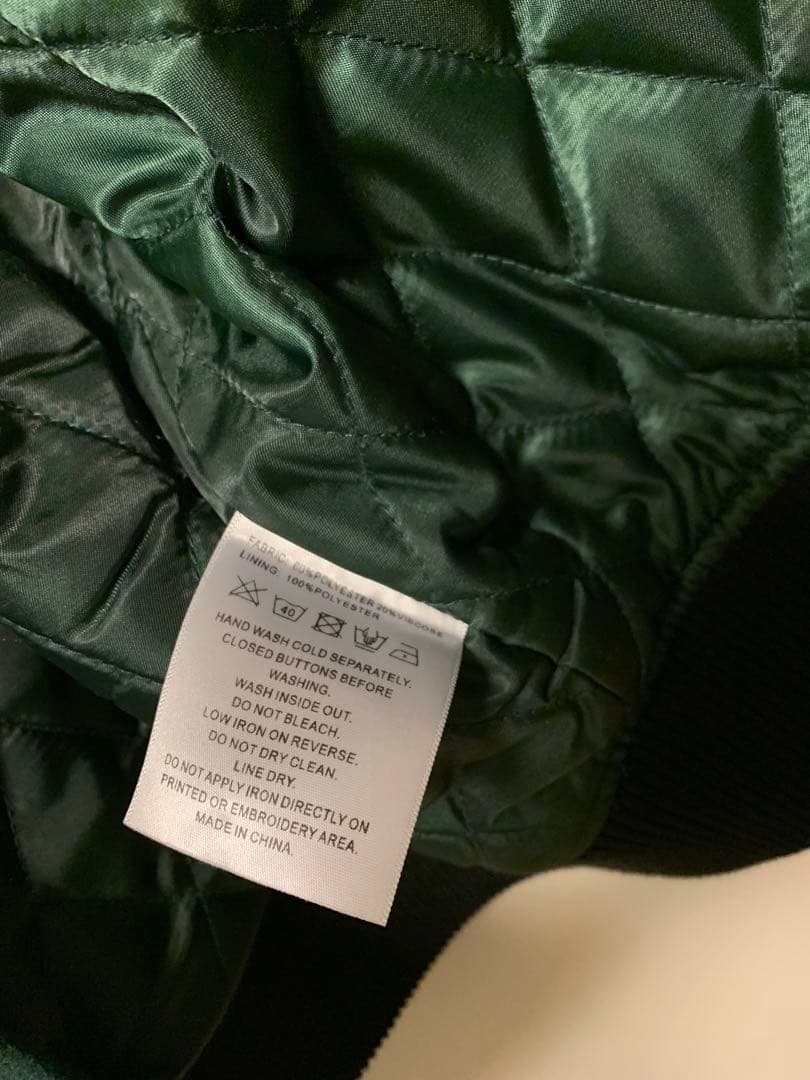 FABRIC: 80%POLYESTER 20%VISCOSE
LINING: 100%POLYESTER
40
HAND WASH COLD SEPARATELY.
CLOSED BUTTONS BEFORE
WASHING.
WASH INSIDE OUT.
DO NOT BLEACH.
LOW IRON ON REVERSE.
DO NOT DRY CLEAN.
LINE DRY.
DO NOT APPLY IRON DIRECTLY ON
PRINTED OR EMBROIDERY AREA.
MADE IN CHINA.